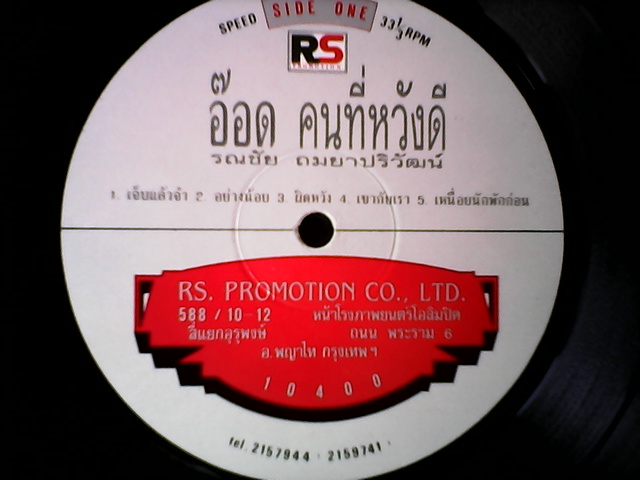 SPEED SIDE ONE 33 1/3 RPM
RS
PROMOTION
อ๊อด คนที่หวังดี
รณชัย ถมยาปริวัฒน์
1. เจ็บแล้วจำ 2. อย่างน้อย 3. ผิดหวัง 4. เขากับเรา 5. เหนื่อยนักพักก่อน
RS. PROMOTION CO., LTD.
588 / 10-12 หน้าโรงภาพยนตร์โอลิมปิค
สี่แยกอุรุพงษ์ ถนน พระราม 6
อ.พญาไท กรุงเทพฯ
10400
tel. 2157944 - 2159741 -